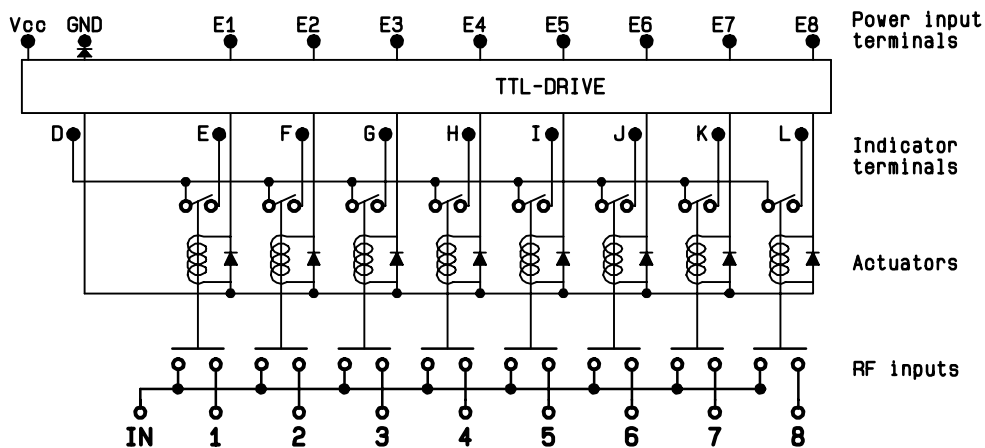 Vcc GND E1 E2 E3 E4 E5 E6 E7 E8
Power input
terminals
TTL-DRIVE
D E F G H I J K L
Indicator
terminals
Actuators
RF inputs
IN 1 2 3 4 5 6 7 8